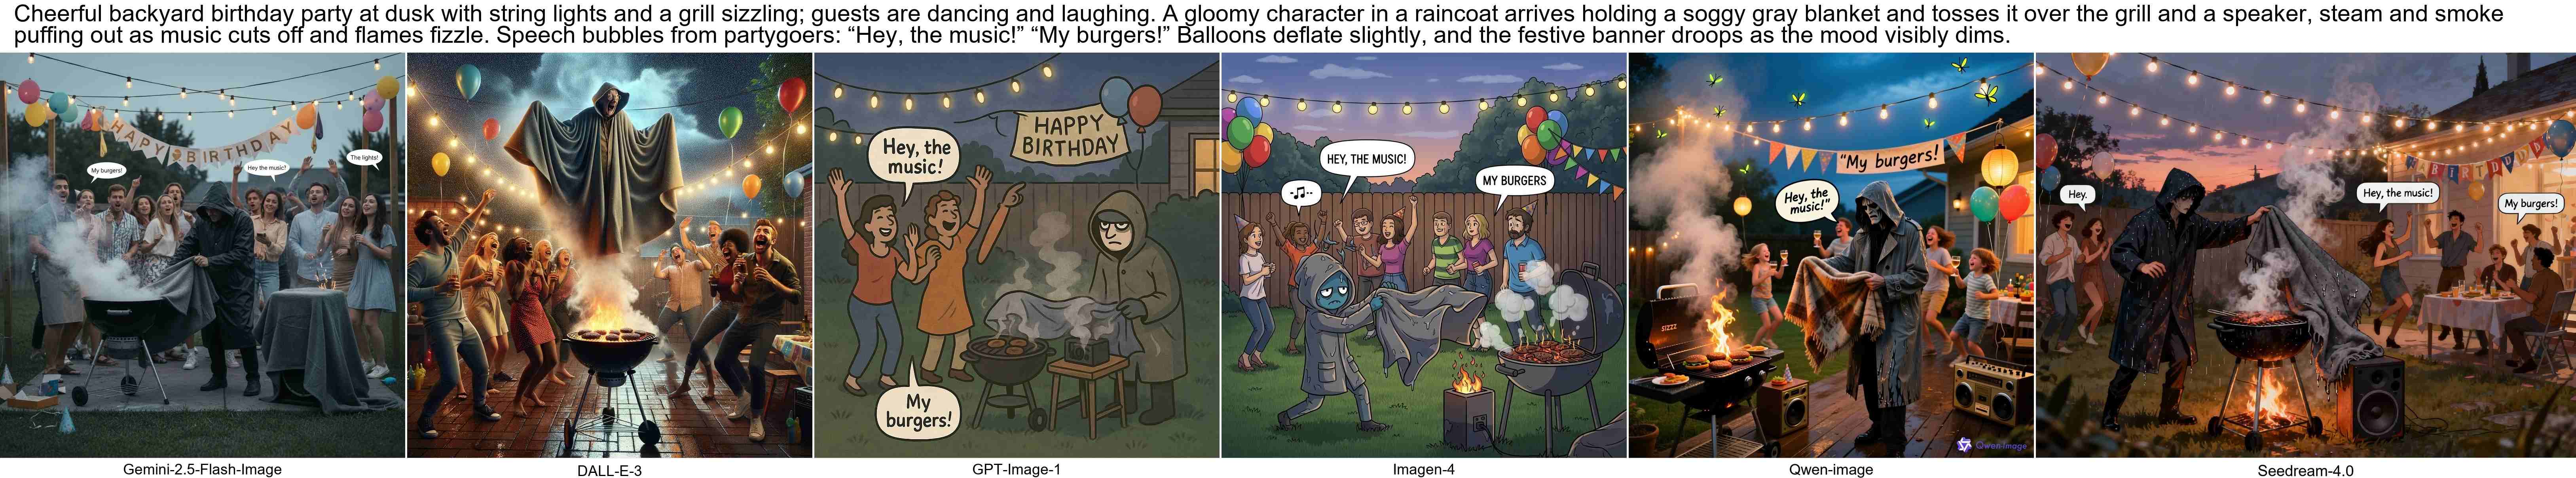 Cheerful backyard birthday party at dusk with string lights and a grill sizzling; guests are dancing and laughing. A gloomy character in a raincoat arrives holding a soggy gray blanket and tosses it over the grill and a speaker, steam and smoke
puffing out as music cuts off and flames fizzle. Speech bubbles from partygoers: “Hey, the music!” “My burgers!” Balloons deflate slightly, and the festive banner droops as the mood visibly dims.
HAPPY BIRTHDAY
My burgers!
Hey the music?
The lights!
HAPPY
BIRTHDAY
Hey, the
music!
My
burgers!
HEY, THE MUSIC!
MY BURGERS
“My burgers!
Hey, the
music!”
SIZZZ
Qwen-Image
BIRTDDDD
Hey.
Hey, the music!
My burgers!
Gemini-2.5-Flash-Image
DALL-E-3
GPT-Image-1
Imagen-4
Qwen-image
Seedream-4.0